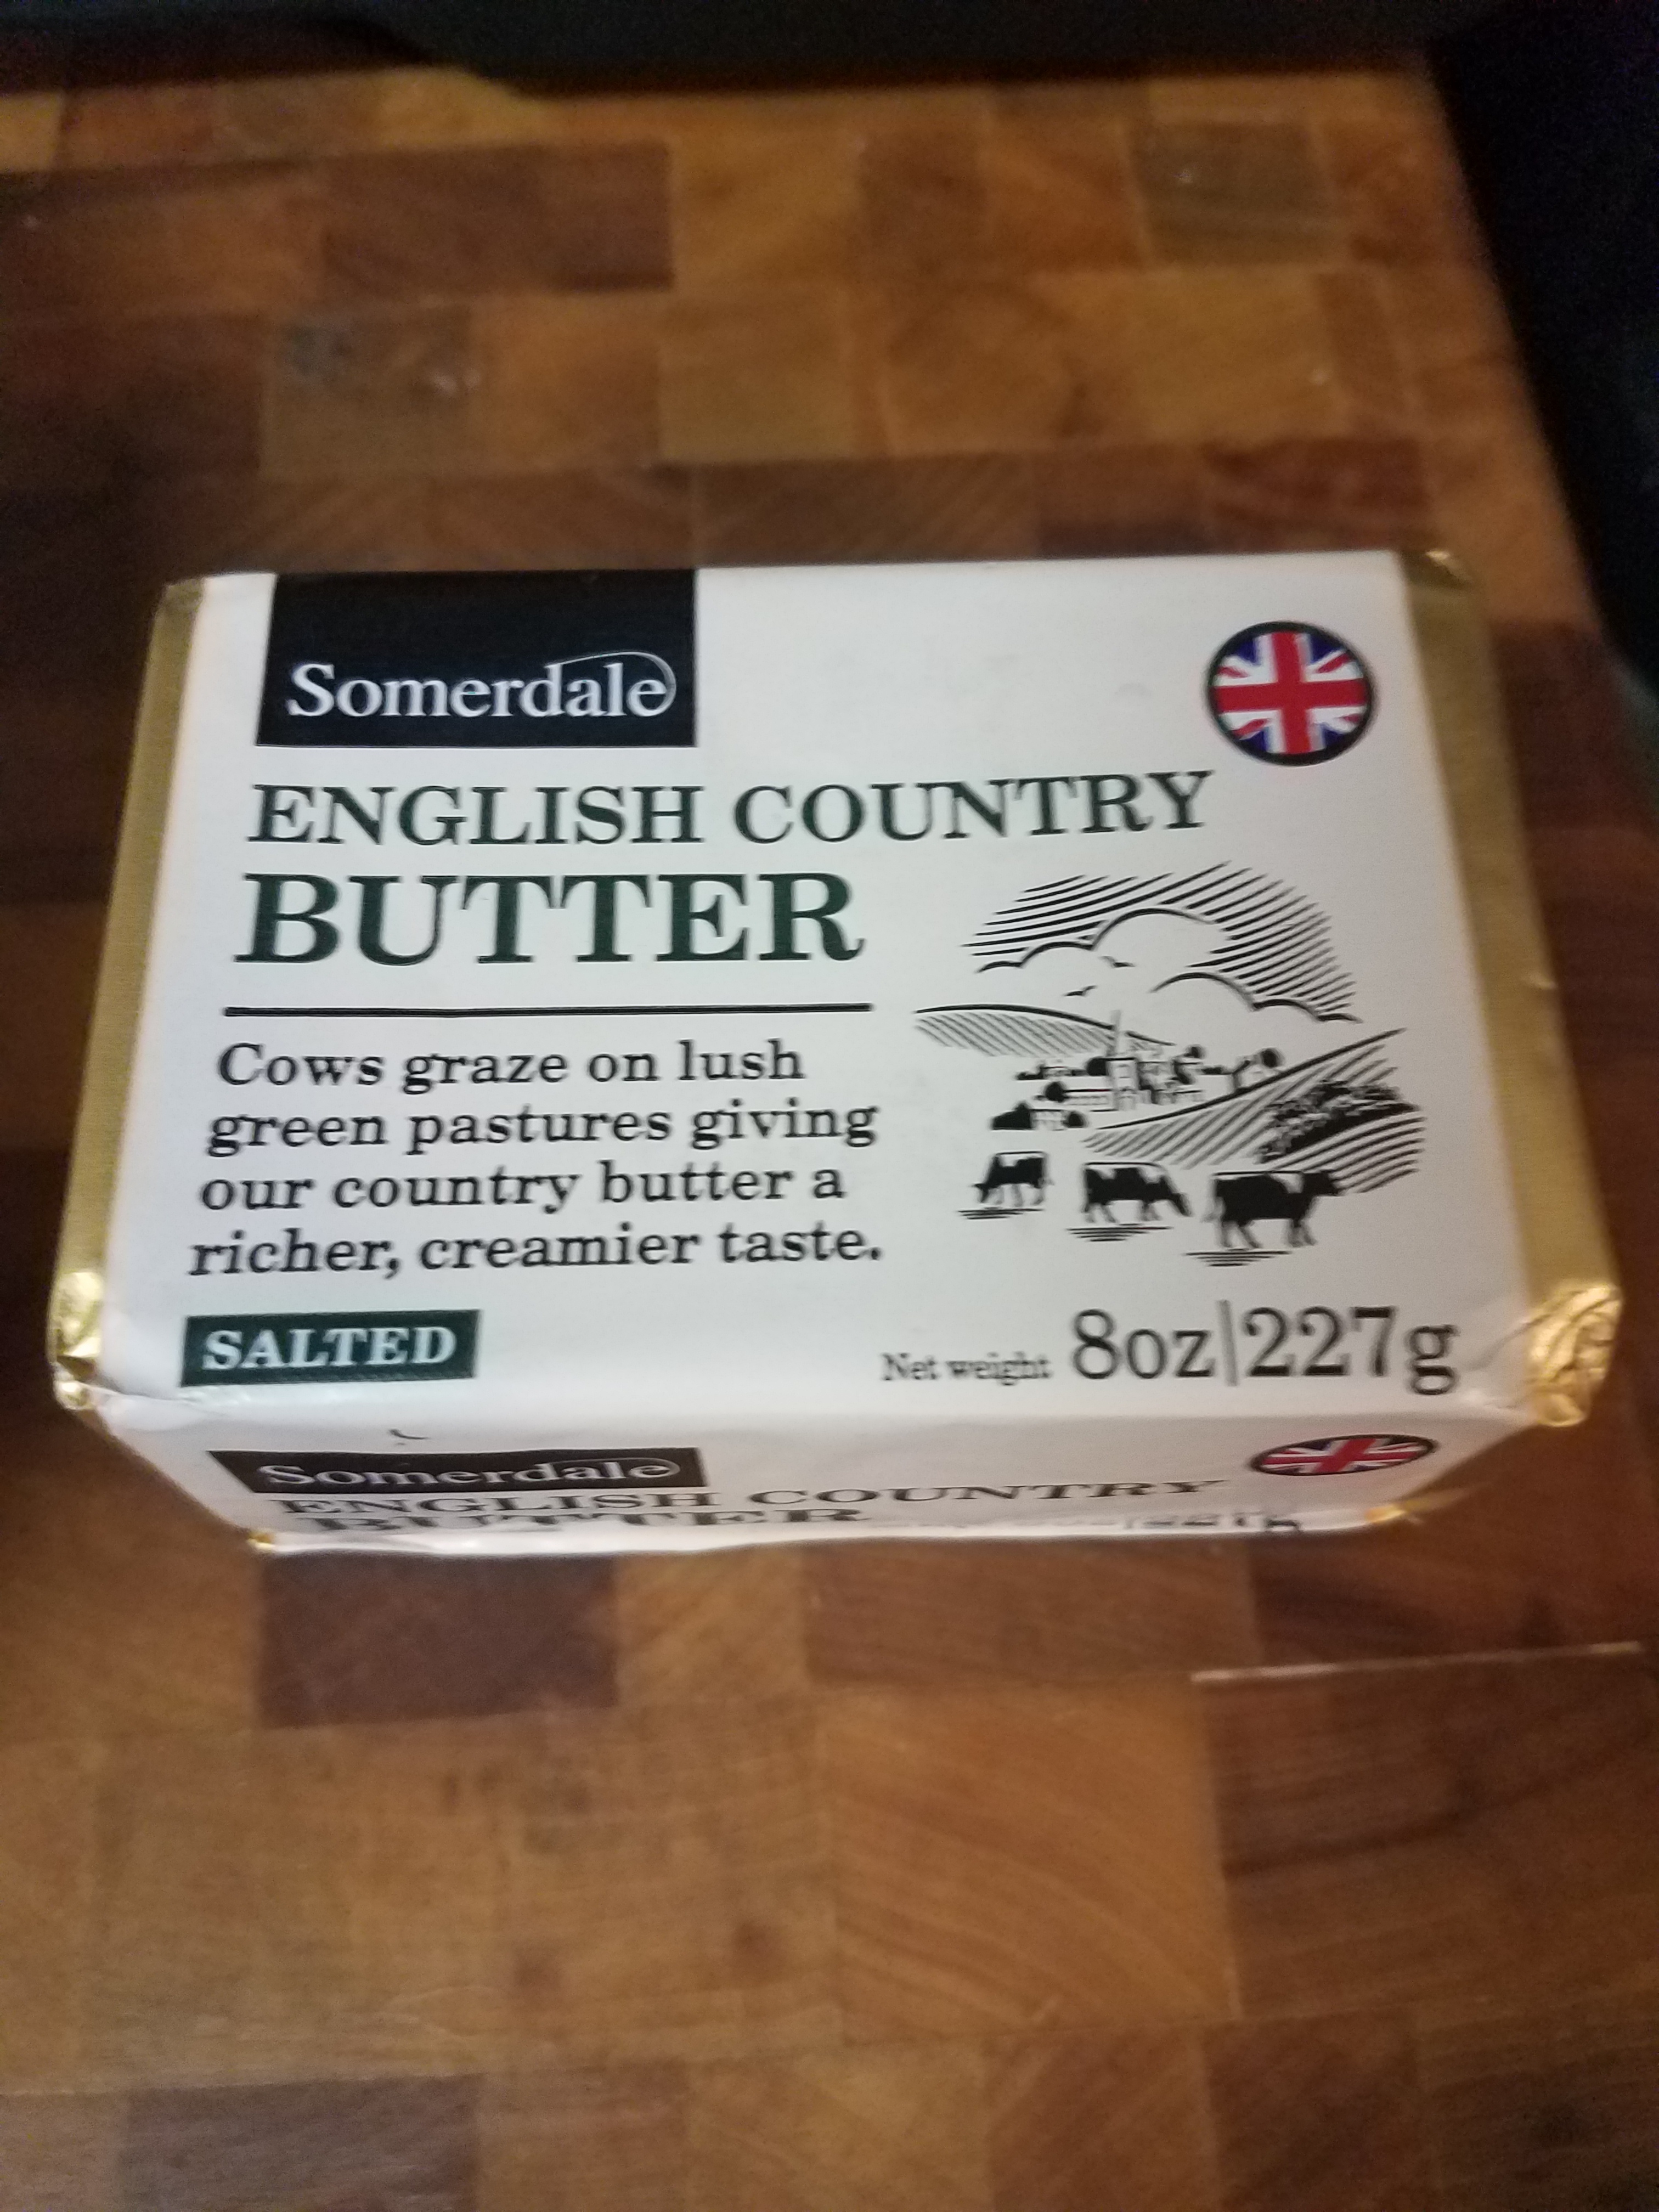 Somerdale
ENGLISH COUNTRY
BUTTER
Cows graze on lush
green pastures giving
our country butter a
richer, creamier taste.
SALTED
Net weight 8oz|227g
Somerdale
ENGLISH COUNTRY
BUTTER